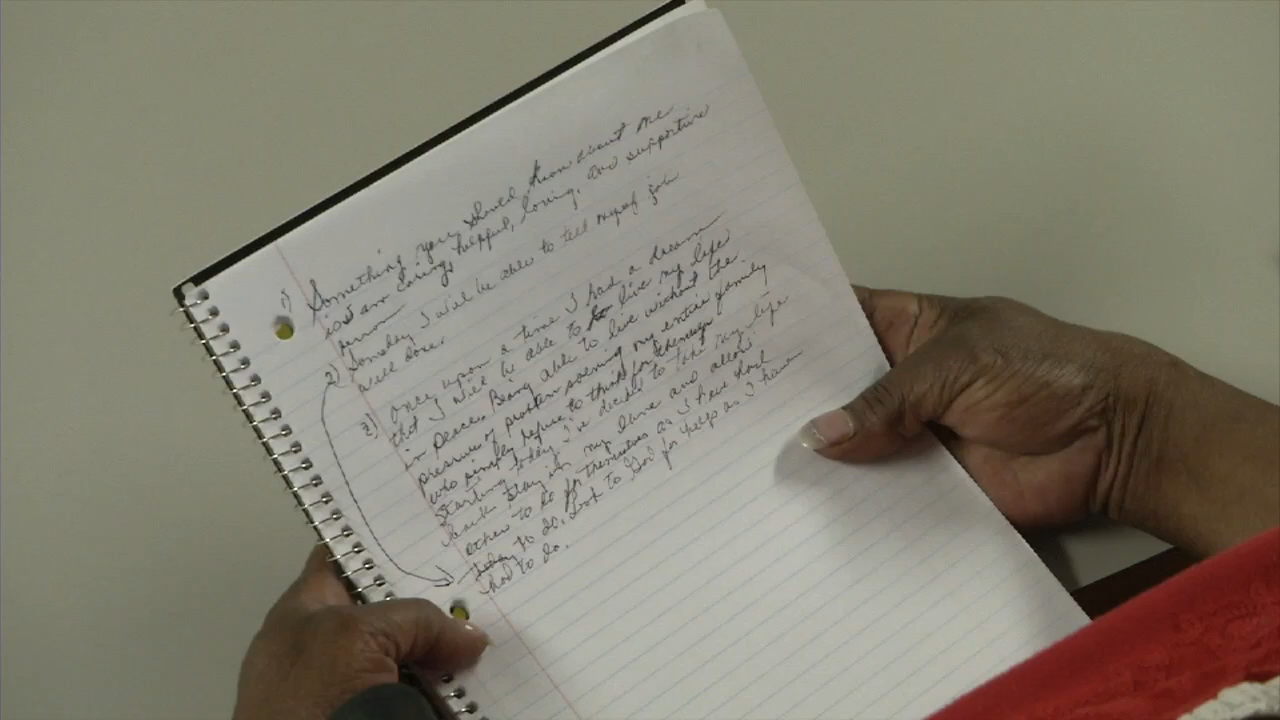 1) Something you should know about me
is I am caring, helpful, loving, and supportive
person.
2) Someday I will be able to tell myself job
well done.
2) Once upon a time I had a dream
that I will be able to live my life
in peace. Being able to live without the
pressures of problem solving my entire family
who simply refuse to think for themselves
Starting today I've decided to take my life
back. Stay in my lane and allow
others to do for themselves as I have had
to do. Look to God for help as I have
had to do.